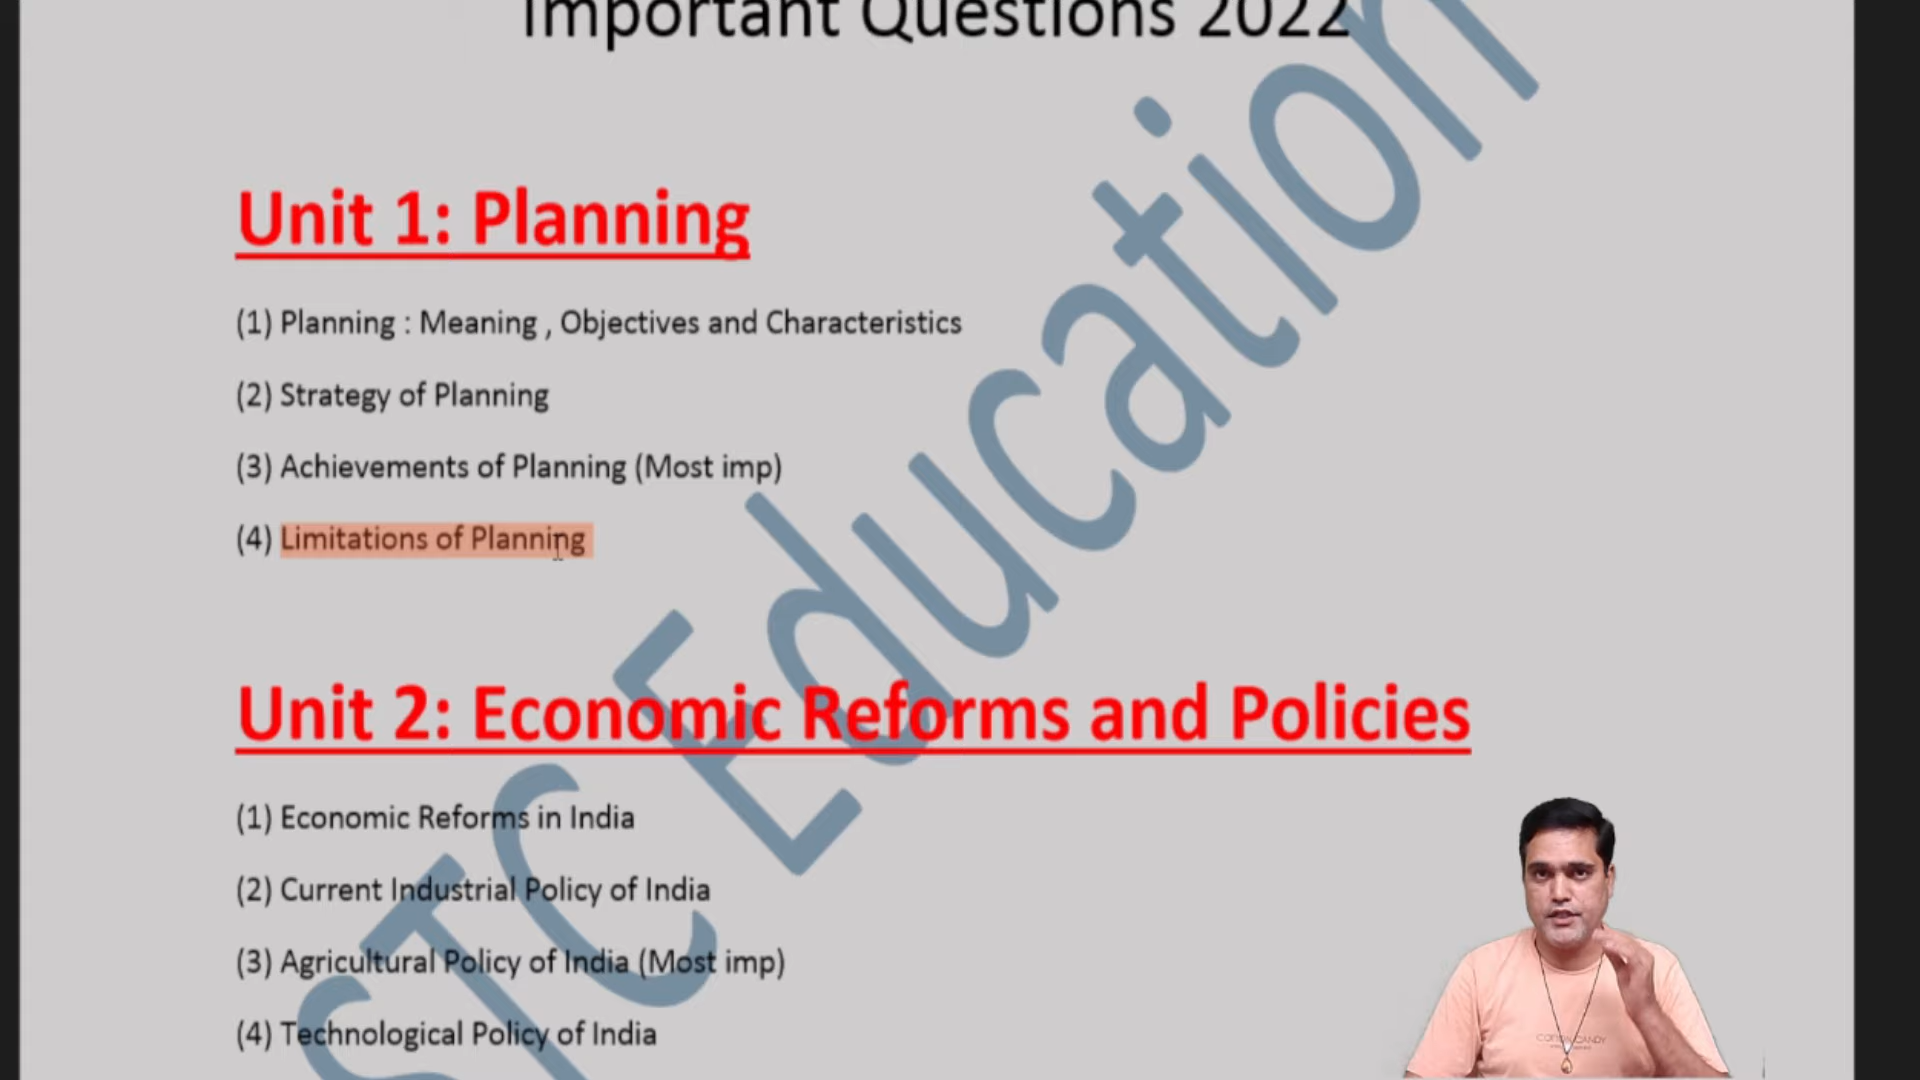 Important Questions 2022
Unit 1: Planning
(1) Planning : Meaning , Objectives and Characteristics
(2) Strategy of Planning
(3) Achievements of Planning (Most imp)
(4) Limitations of Planning
Unit 2: Economic Reforms and Policies
(1) Economic Reforms in India
(2) Current Industrial Policy of India
(3) Agricultural Policy of India (Most imp)
(4) Technological Policy of India
STC Education
COTTON CANDY